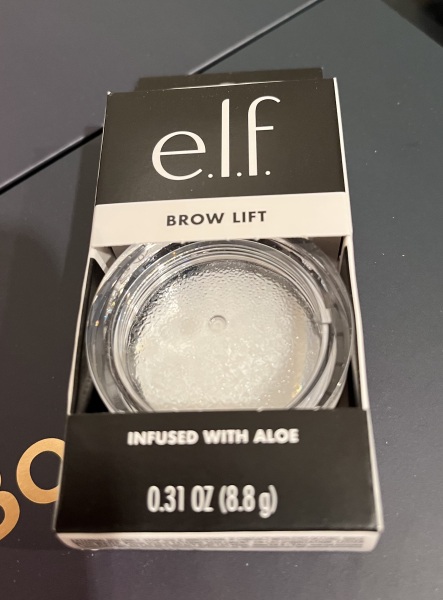 e.l.f.
BROW LIFT
INFUSED WITH ALOE
0.31 OZ (8.8 g)